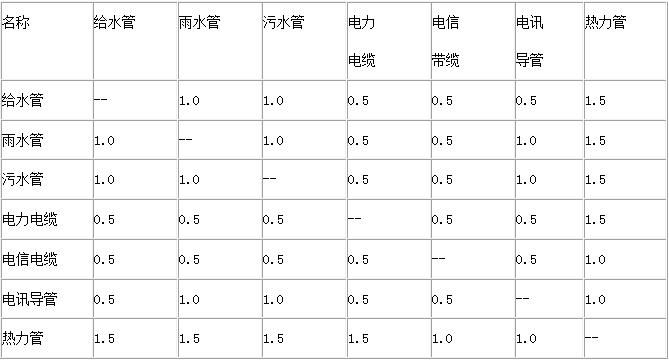 名称 给水管 雨水管 污水管 电力 电信 电讯 热力管
电缆 带缆 导管
给水管 -- 1.0 1.0 0.5 0.5 0.5 1.5
雨水管 1.0 -- 1.0 0.5 0.5 1.0 1.5
污水管 1.0 1.0 -- 0.5 0.5 1.0 1.5
电力电缆 0.5 0.5 0.5 -- 0.5 0.5 1.5
电信电缆 0.5 0.5 0.5 0.5 -- 0.5 1.0
电讯导管 0.5 1.0 1.0 0.5 0.5 -- 1.0
热力管 1.5 1.5 1.5 1.5 1.0 1.0 --